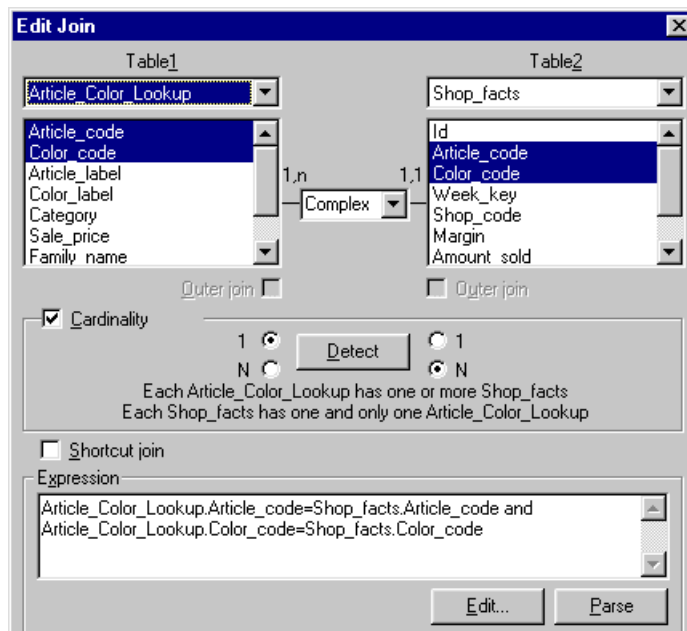 Edit Join
Table1 Table2
Article_Color_Lookup Shop_facts
Article_code Id
Color_code Article_code
Article_label Color_code
Color_label Week_key
Category Shop_code
Sale_price Margin
Family_name Amount_sold
1,n 1,1
Complex
Outer join Outer join
Cardinality
1 1
Detect
N N
Each Article_Color_Lookup has one or more Shop_facts
Each Shop_facts has one and only one Article_Color_Lookup
Shortcut join
Expression
Article_Color_Lookup.Article_code=Shop_facts.Article_code and
Article_Color_Lookup.Color_code=Shop_facts.Color_code
Edit... Parse